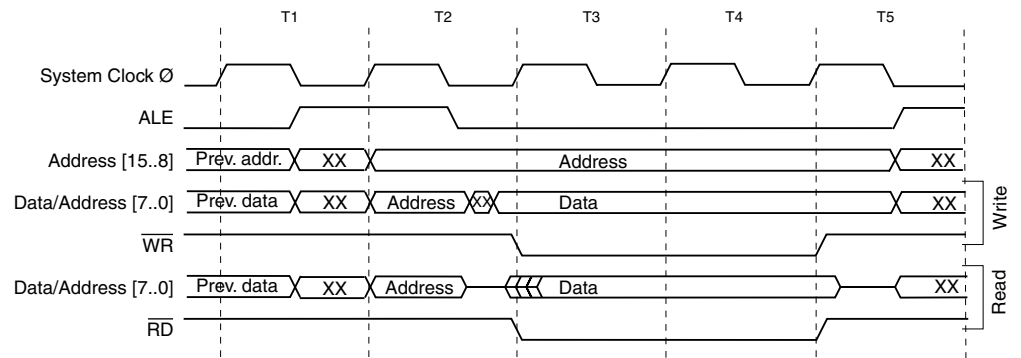 T1 T2 T3 T4 T5
System Clock Ø
ALE
Address [15..8] Prev. addr. XX Address XX
Data/Address [7..0] Prev. data XX Address XX Data XX
WR
Write
Data/Address [7..0] Prev. data XX Address Data XX
RD
Read